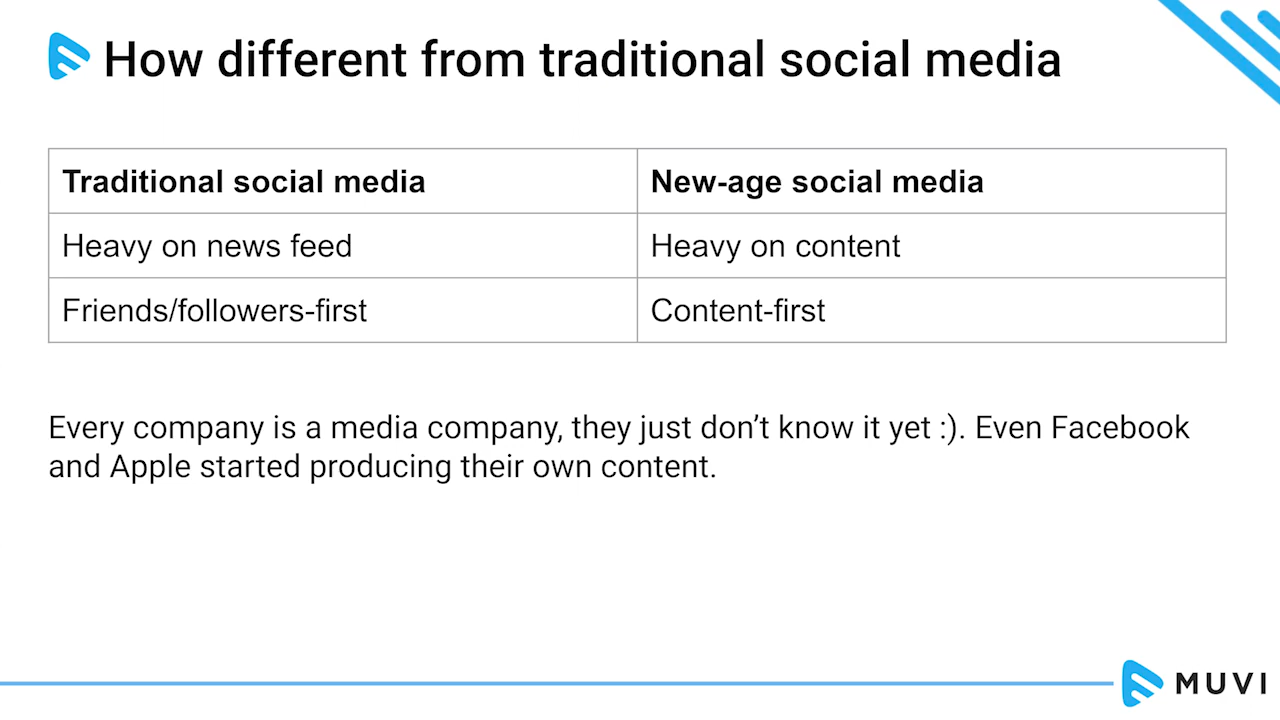 How different from traditional social media
Traditional social media
New-age social media
Heavy on news feed
Heavy on content
Friends/followers-first
Content-first
Every company is a media company, they just don’t know it yet :). Even Facebook
and Apple started producing their own content.
MUVI